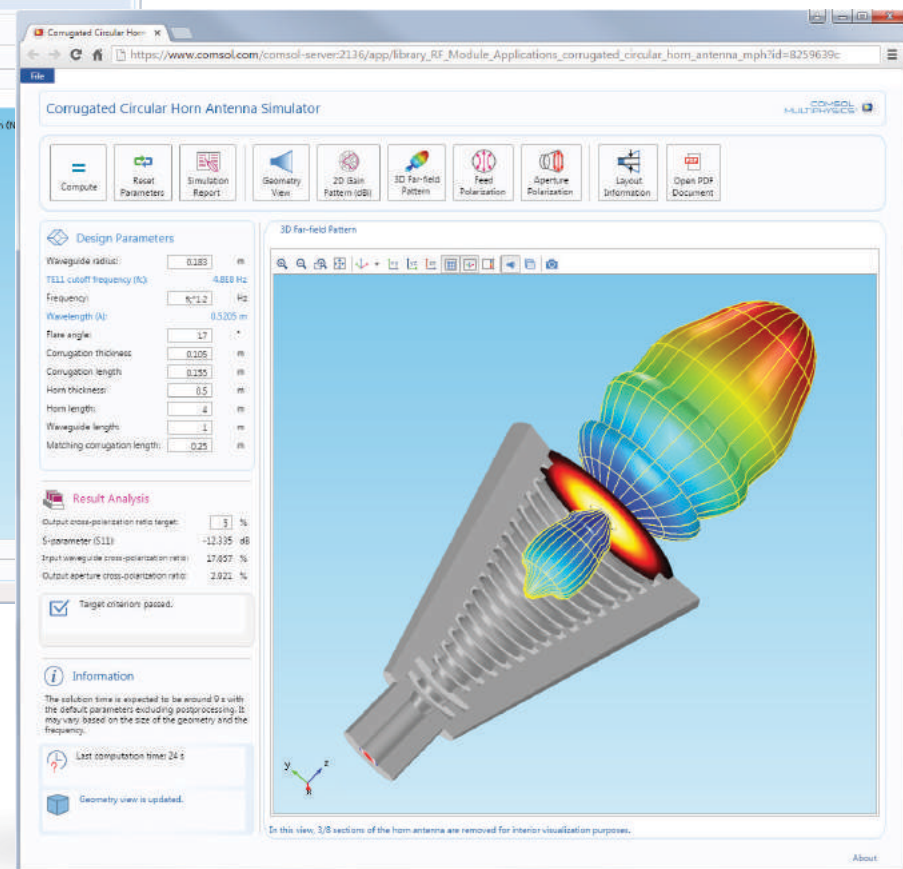 Corrugated Circular Horn
https://www.comsol.com/comsol-server:2136/app/library_RF_Module_Applications_corrugated_circular_horn_antenna_mph?id=8259639c
File
Corrugated Circular Horn Antenna Simulator
COMSOL
MULTIPHYSICS
Compute
Reset Parameters
Simulation Report
Geometry View
2D Gain Pattern (dBi)
3D Far-field Pattern
Feed Polarization
Aperture Polarization
Layout Information
Open PDF Document
Design Parameters
Waveguide radius: 0.183 m
TE11 cutoff frequency (fc): 4.8E8 Hz
Frequency: fc*1.2 Hz
Wavelength (λ): 0.5205 m
Flare angle: 17 °
Corrugation thickness 0.105 m
Corrugation length: 0.155 m
Horn thickness: 0.5 m
Horn length: 4 m
Waveguide length: 1 m
Matching corrugation length: 0.25 m
Result Analysis
Output cross-polarization ratio target: 5 %
S-parameter (S11): -12.335 dB
Input waveguide cross-polarization ratio: 17.057 %
Output aperture cross-polarization ratio: 2.021 %
Target criterion: passed.
Information
The solution time is expected to be around 9 s with
the default parameters excluding postprocessing. It
may vary based on the size of the geometry and the
frequency.
Last computation time: 24 s
Geometry view is updated.
3D Far-field Pattern
y z
x
In this view, 3/8 sections of the horn antenna are removed for interior visualization purposes.
About